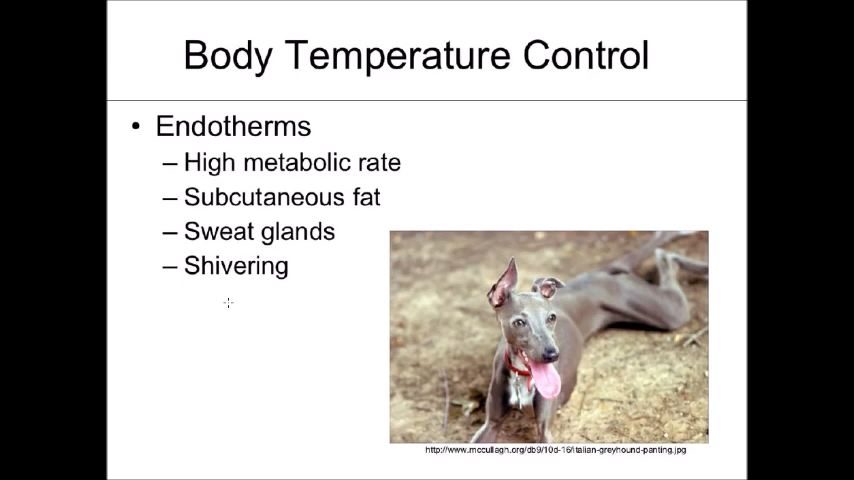 Body Temperature Control
• Endotherms
– High metabolic rate
– Subcutaneous fat
– Sweat glands
– Shivering
http://www.mccullagh.org/db9/10d-16/italian-greyhound-panting.jpg